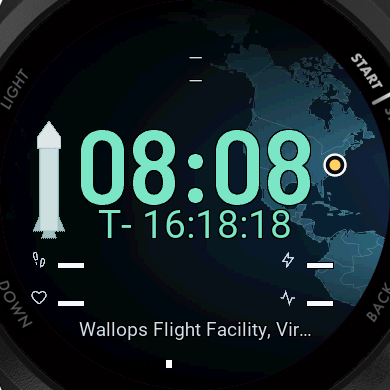 LIGHT
START
08:08
T- 16:18:18
DOWN
BACK
Wallops Flight Facility, Vir...